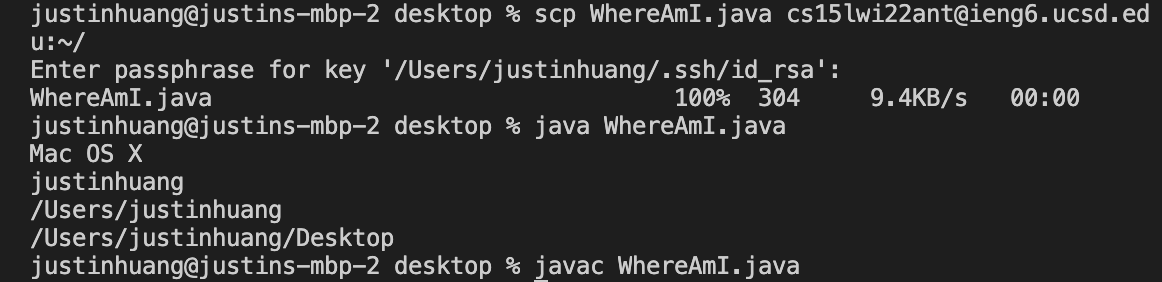 justinhuang@justins-mbp-2 desktop % scp WhereAmI.java cs15lwi22ant@ieng6.ucsd.ed
u:~/
Enter passphrase for key '/Users/justinhuang/.ssh/id_rsa':
WhereAmI.java 100% 304 9.4KB/s 00:00
justinhuang@justins-mbp-2 desktop % java WhereAmI.java
Mac OS X
justinhuang
/Users/justinhuang
/Users/justinhuang/Desktop
justinhuang@justins-mbp-2 desktop % javac WhereAmI.java